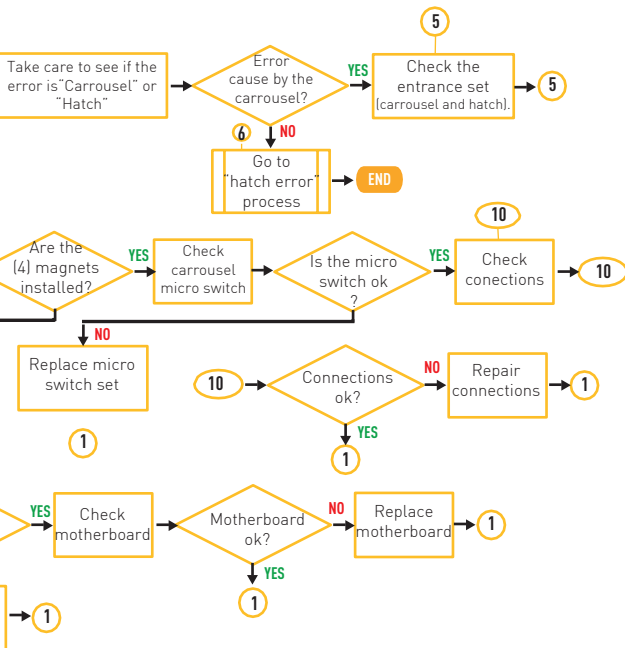 5
Take care to see if the
error is“Carrousel” or
“Hatch”
Error
cause by the
carrousel?
YES
Check the
entrance set
(carrousel and hatch).
5
6
NO
Go to
“hatch error”
process
END
10
Are the
(4) magnets
installed?
YES
Check
carrousel
micro switch
Is the micro
switch ok
?
YES
Check
conections
10
NO
Replace micro
switch set
1
10
Connections
ok?
NO
Repair
connections
1
YES
1
YES
Check
motherboard
Motherboard
ok?
NO
Replace
motherboard
1
YES
1
1